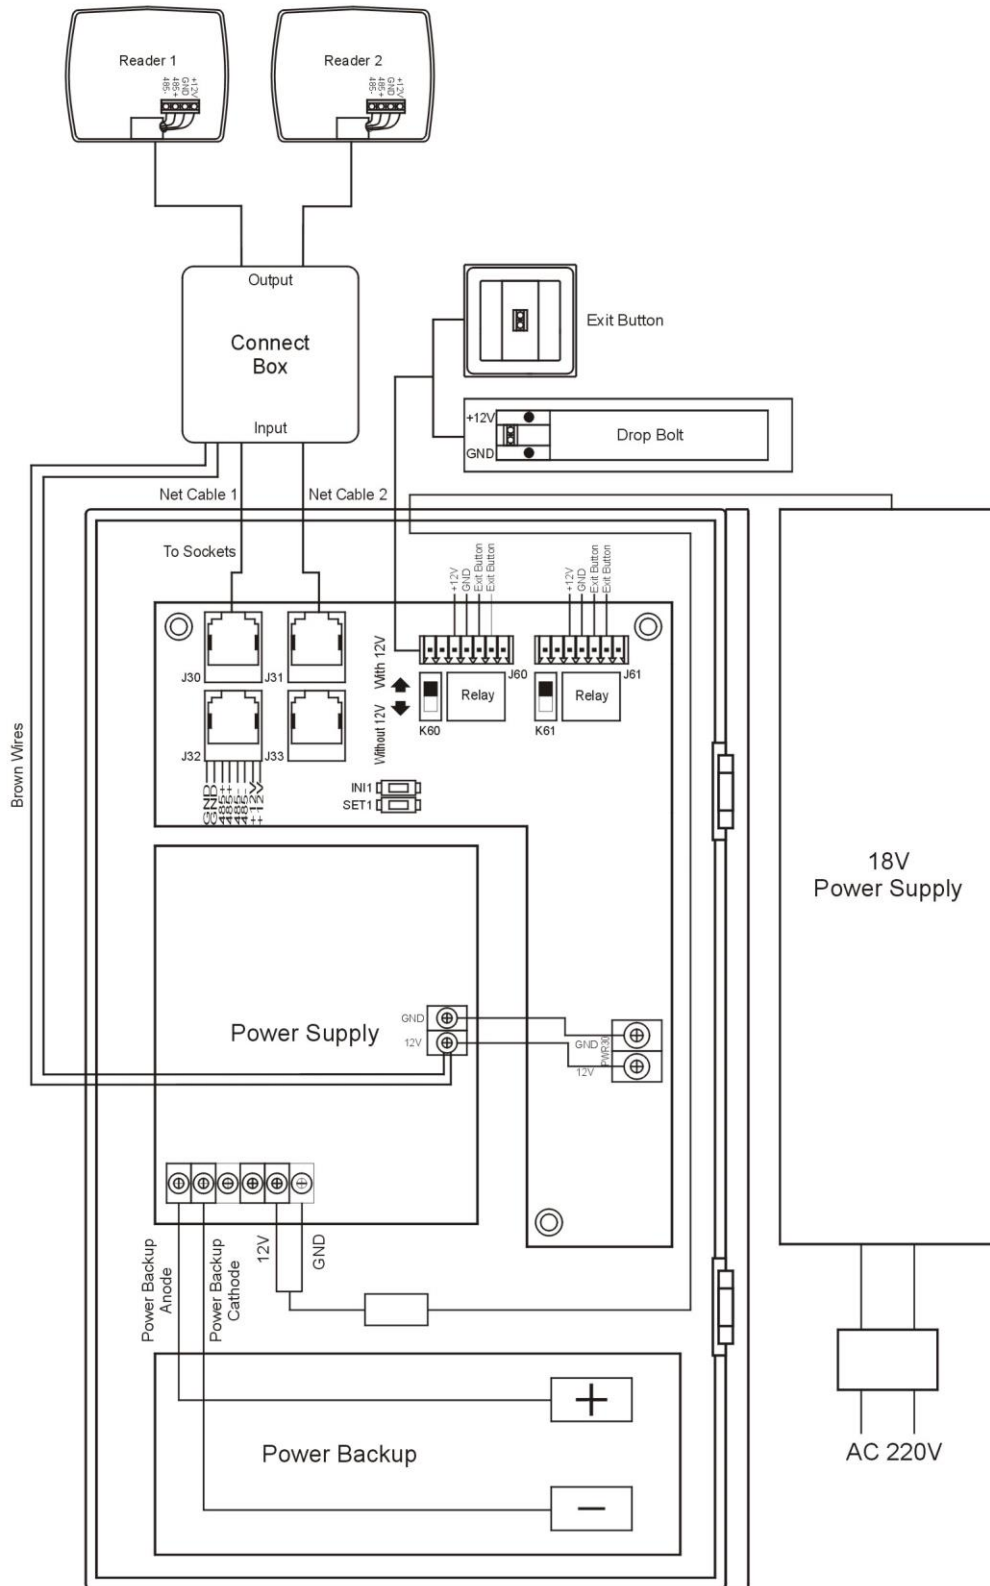 Reader 1
485-
485+
GND
+12V
Reader 2
485-
485+
GND
+12V
Output
Connect
Box
Input
Exit Button
+12V
GND
Drop Bolt
Net Cable 1
Net Cable 2
To Sockets
+12V
GND
Exit Button
Exit Button
+12V
GND
Exit Button
Exit Button
J30
J31
With 12V
J60
J61
Relay
Relay
K60
K61
Without 12V
J32
J33
GND
GND
485+
485+
485-
485-
+12V
+12V
INI1
SET1
Brown Wires
18V
Power Supply
Power Supply
GND
12V
GND
12V
PWR30
Power Backup
Anode
Power Backup
Cathode
12V
GND
+
−
Power Backup
AC 220V